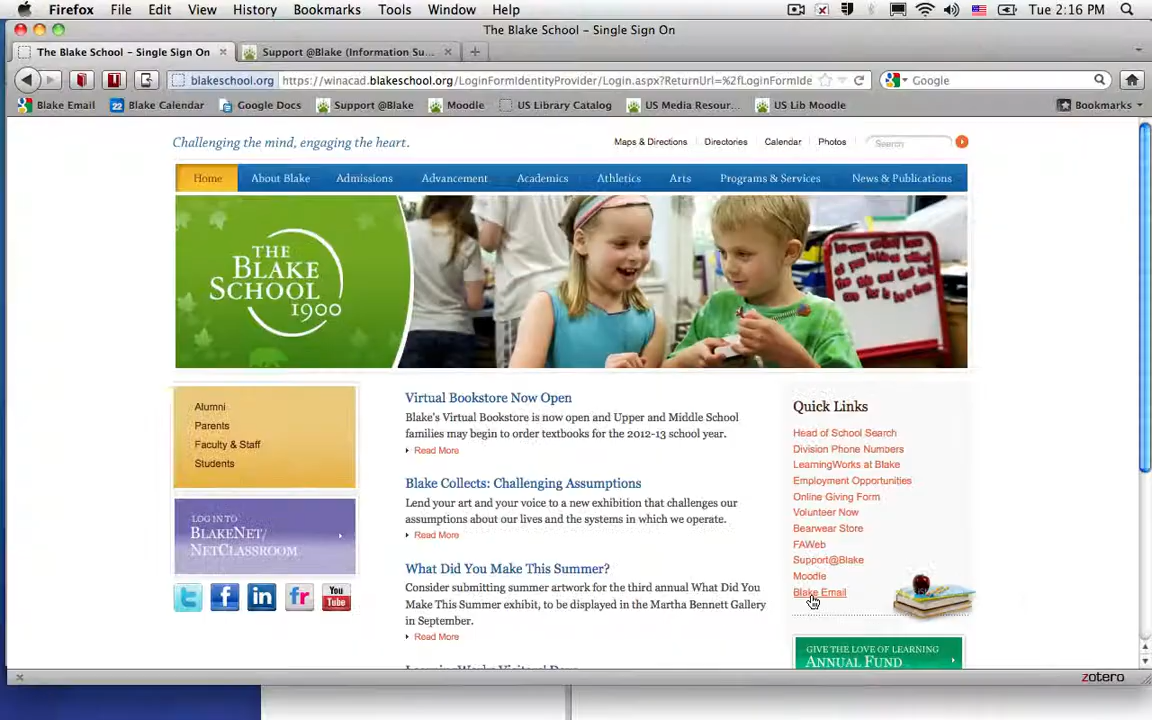 Firefox File Edit View History Bookmarks Tools Window Help Tue 2:16 PM
The Blake School – Single Sign On
The Blake School – Single Sign On Support @Blake (Information Su...
blakeschool.org https://winacad.blakeschool.org/LoginFormIdentityProvider/Login.aspx?ReturnUrl=%2fLoginFormIde Google
Blake Email 22 Blake Calendar Google Docs Support @Blake Moodle US Library Catalog US Media Resour... US Lib Moodle Bookmarks
Challenging the mind, engaging the heart. Maps & Directions Directories Calendar Photos Search
Home About Blake Admissions Advancement Academics Athletics Arts Programs & Services News & Publications
THE
BLAKE
SCHOOL
1900
Alumni
Parents
Faculty & Staff
Students
LOG IN TO
BLAKENET/
NETCLASSROOM
You
Tube
Virtual Bookstore Now Open
Blake's Virtual Bookstore is now open and Upper and Middle School
families may begin to order textbooks for the 2012-13 school year.
Read More
Blake Collects: Challenging Assumptions
Lend your art and your voice to a new exhibition that challenges our
assumptions about our lives and the systems in which we operate.
Read More
What Did You Make This Summer?
Consider submitting summer artwork for the third annual What Did You
Make This Summer exhibit, to be displayed in the Martha Bennett Gallery
in September.
Read More
Quick Links
Head of School Search
Division Phone Numbers
LearningWorks at Blake
Employment Opportunities
Online Giving Form
Volunteer Now
Bearwear Store
FAWeb
Support@Blake
Moodle
Blake Email
GIVE THE LOVE OF LEARNING
ANNUAL FUND
zotero